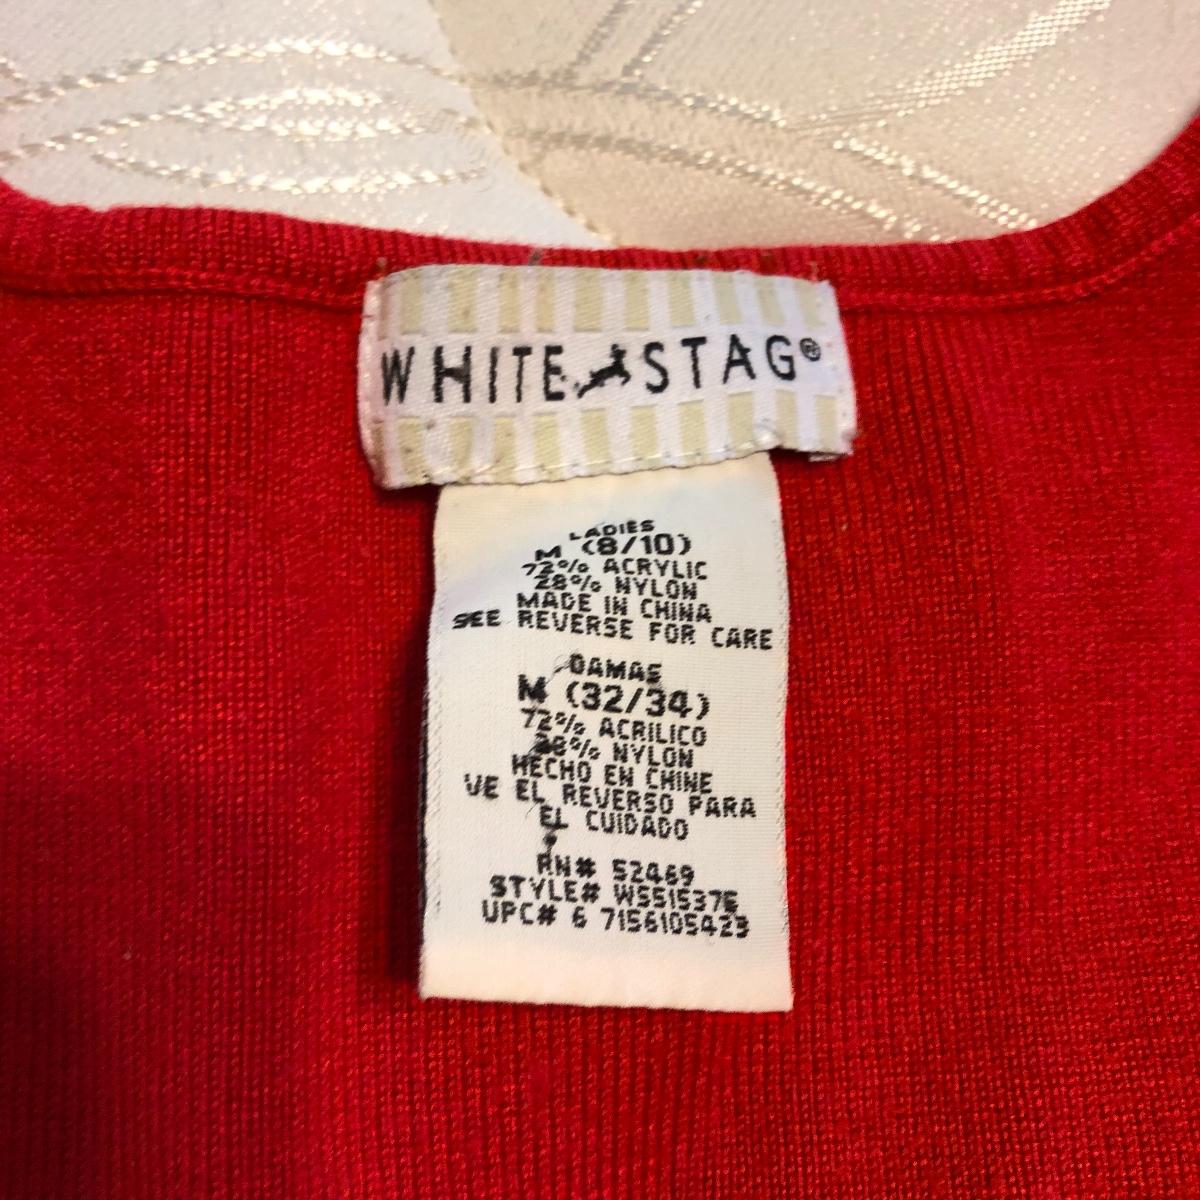 WHITE STAG®
LADIES
M (8/10)
72% ACRYLIC
28% NYLON
MADE IN CHINA
SEE REVERSE FOR CARE
DAMAS
M (32/34)
72% ACRILICO
28% NYLON
HECHO EN CHINE
VE EL REVERSO PARA
EL CUIDADO
RN# 52469
STYLE# WS51537E
UPC# 6 7156105423